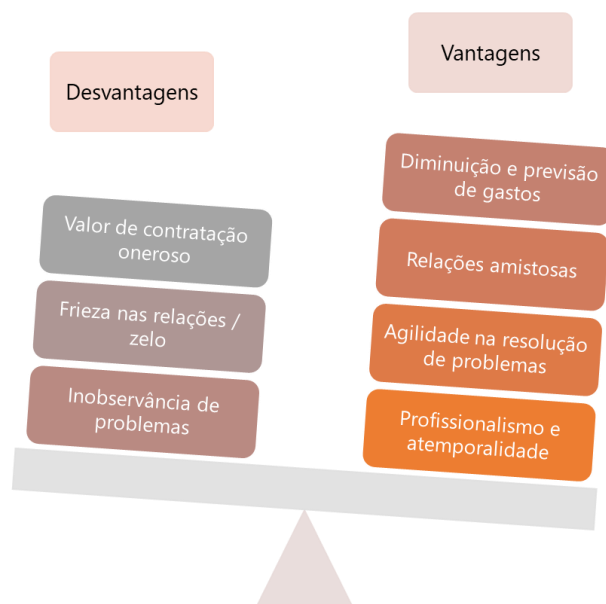 Desvantagens
Valor de contratação
oneroso
Frieza nas relações /
zelo
Inobservância de
problemas
Vantagens
Diminuição e previsão
de gastos
Relações amistosas
Agilidade na resolução
de problemas
Profissionalismo e
atemporalidade